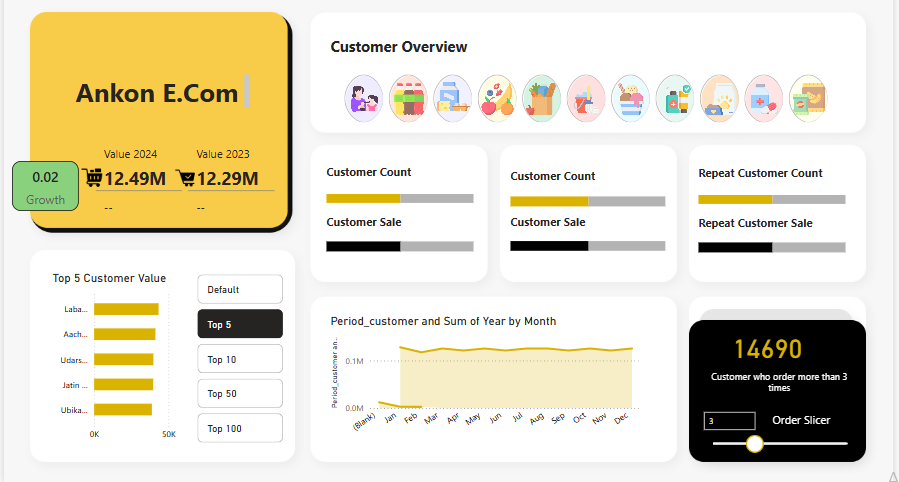 Ankon E.Com
Value 2024
Value 2023
0.02
Growth
12.49M
12.29M
--
--
Customer Overview
Customer Count
Customer Sale
Customer Count
Customer Sale
Repeat Customer Count
Repeat Customer Sale
Top 5 Customer Value
Laba...
Aach...
Udars...
Jatin ...
Ubika...
0K
50K
Default
Top 5
Top 10
Top 50
Top 100
Period_customer and Sum of Year by Month
Period_customer an...
0.1M
0.0M
(Blank)
Jan
Feb
Mar
Apr
May
Jun
Jul
Aug
Sep
Oct
Nov
Dec
14690
Customer who order more than 3
times
3
Order Slicer